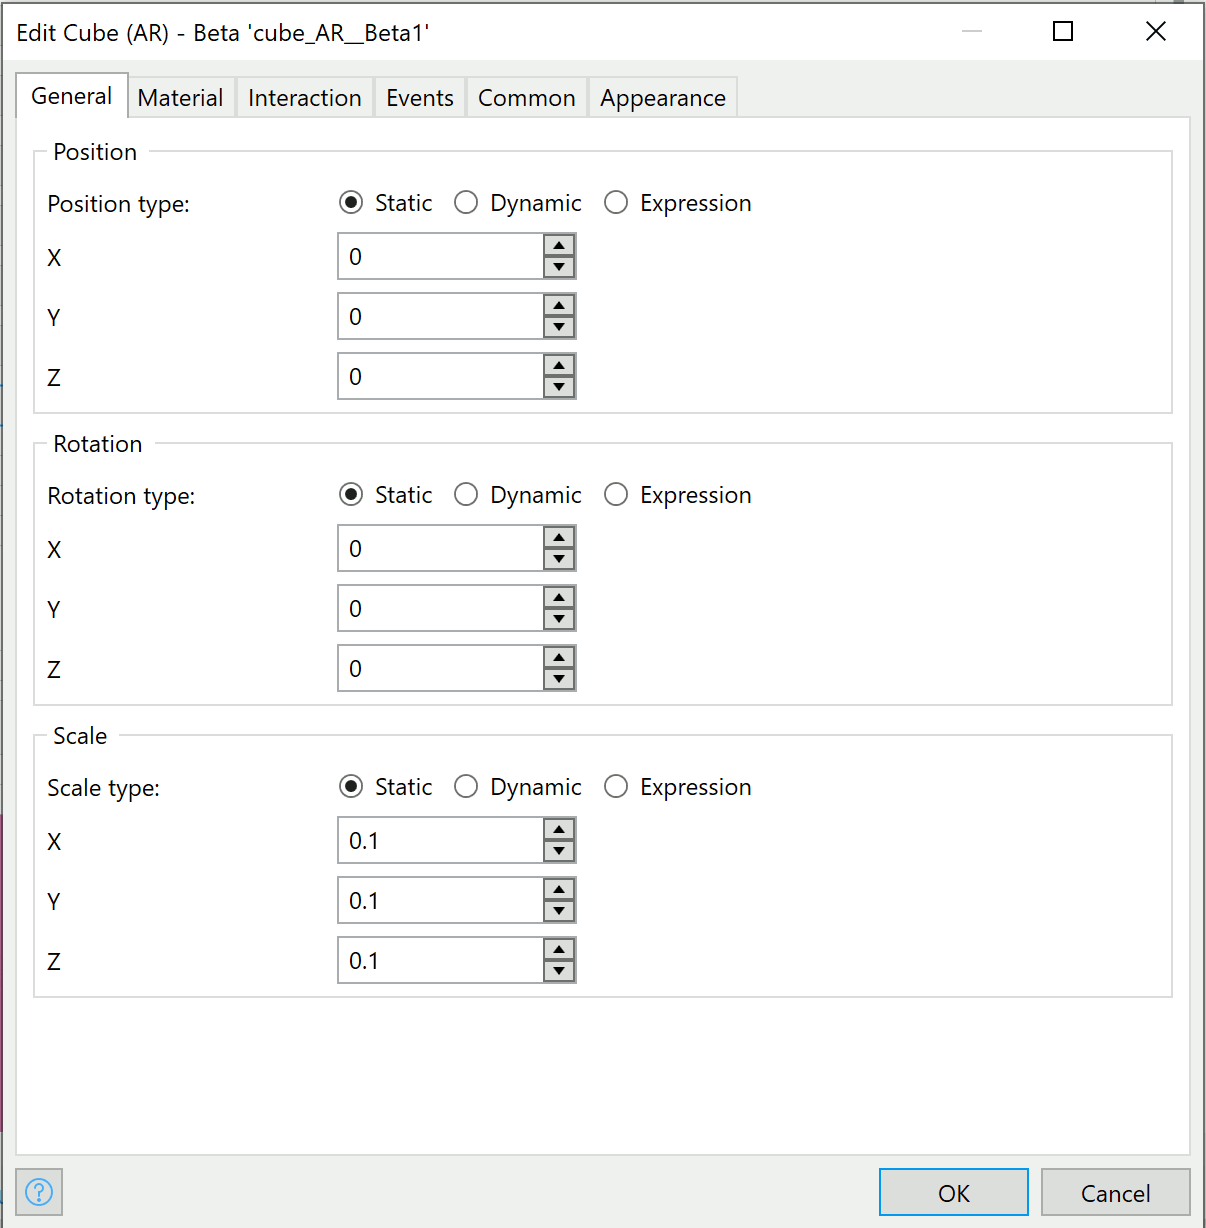 Edit Cube (AR) - Beta 'cube_AR__Beta1'
General Material Interaction Events Common Appearance
Position
Position type: Static Dynamic Expression
X 0
Y 0
Z 0
Rotation
Rotation type: Static Dynamic Expression
X 0
Y 0
Z 0
Scale
Scale type: Static Dynamic Expression
X 0.1
Y 0.1
Z 0.1
? OK Cancel